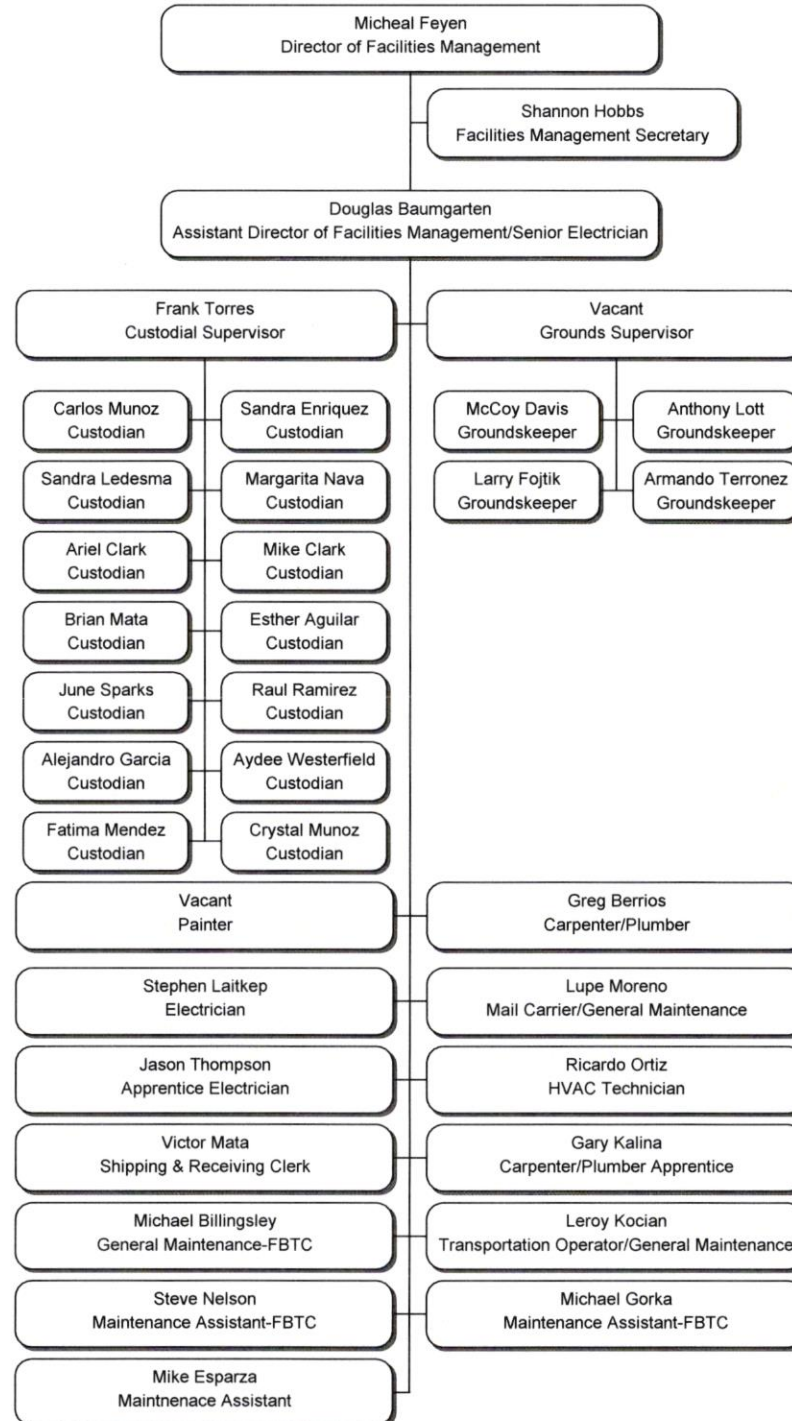 Micheal Feyen
Director of Facilities Management
Shannon Hobbs
Facilities Management Secretary
Douglas Baumgarten
Assistant Director of Facilities Management/Senior Electrician
Frank Torres
Custodial Supervisor
Vacant
Grounds Supervisor
Carlos Munoz
Custodian
Sandra Enriquez
Custodian
McCoy Davis
Groundskeeper
Anthony Lott
Groundskeeper
Sandra Ledesma
Custodian
Margarita Nava
Custodian
Larry Fojtik
Groundskeeper
Armando Terronez
Groundskeeper
Ariel Clark
Custodian
Mike Clark
Custodian
Brian Mata
Custodian
Esther Aguilar
Custodian
June Sparks
Custodian
Raul Ramirez
Custodian
Alejandro Garcia
Custodian
Aydee Westerfield
Custodian
Fatima Mendez
Custodian
Crystal Munoz
Custodian
Vacant
Painter
Greg Berrios
Carpenter/Plumber
Stephen Laitkep
Electrician
Lupe Moreno
Mail Carrier/General Maintenance
Jason Thompson
Apprentice Electrician
Ricardo Ortiz
HVAC Technician
Victor Mata
Shipping & Receiving Clerk
Gary Kalina
Carpenter/Plumber Apprentice
Michael Billingsley
General Maintenance-FBTC
Leroy Kocian
Transportation Operator/General Maintenance
Steve Nelson
Maintenance Assistant-FBTC
Michael Gorka
Maintenance Assistant-FBTC
Mike Esparza
Maintnenace Assistant